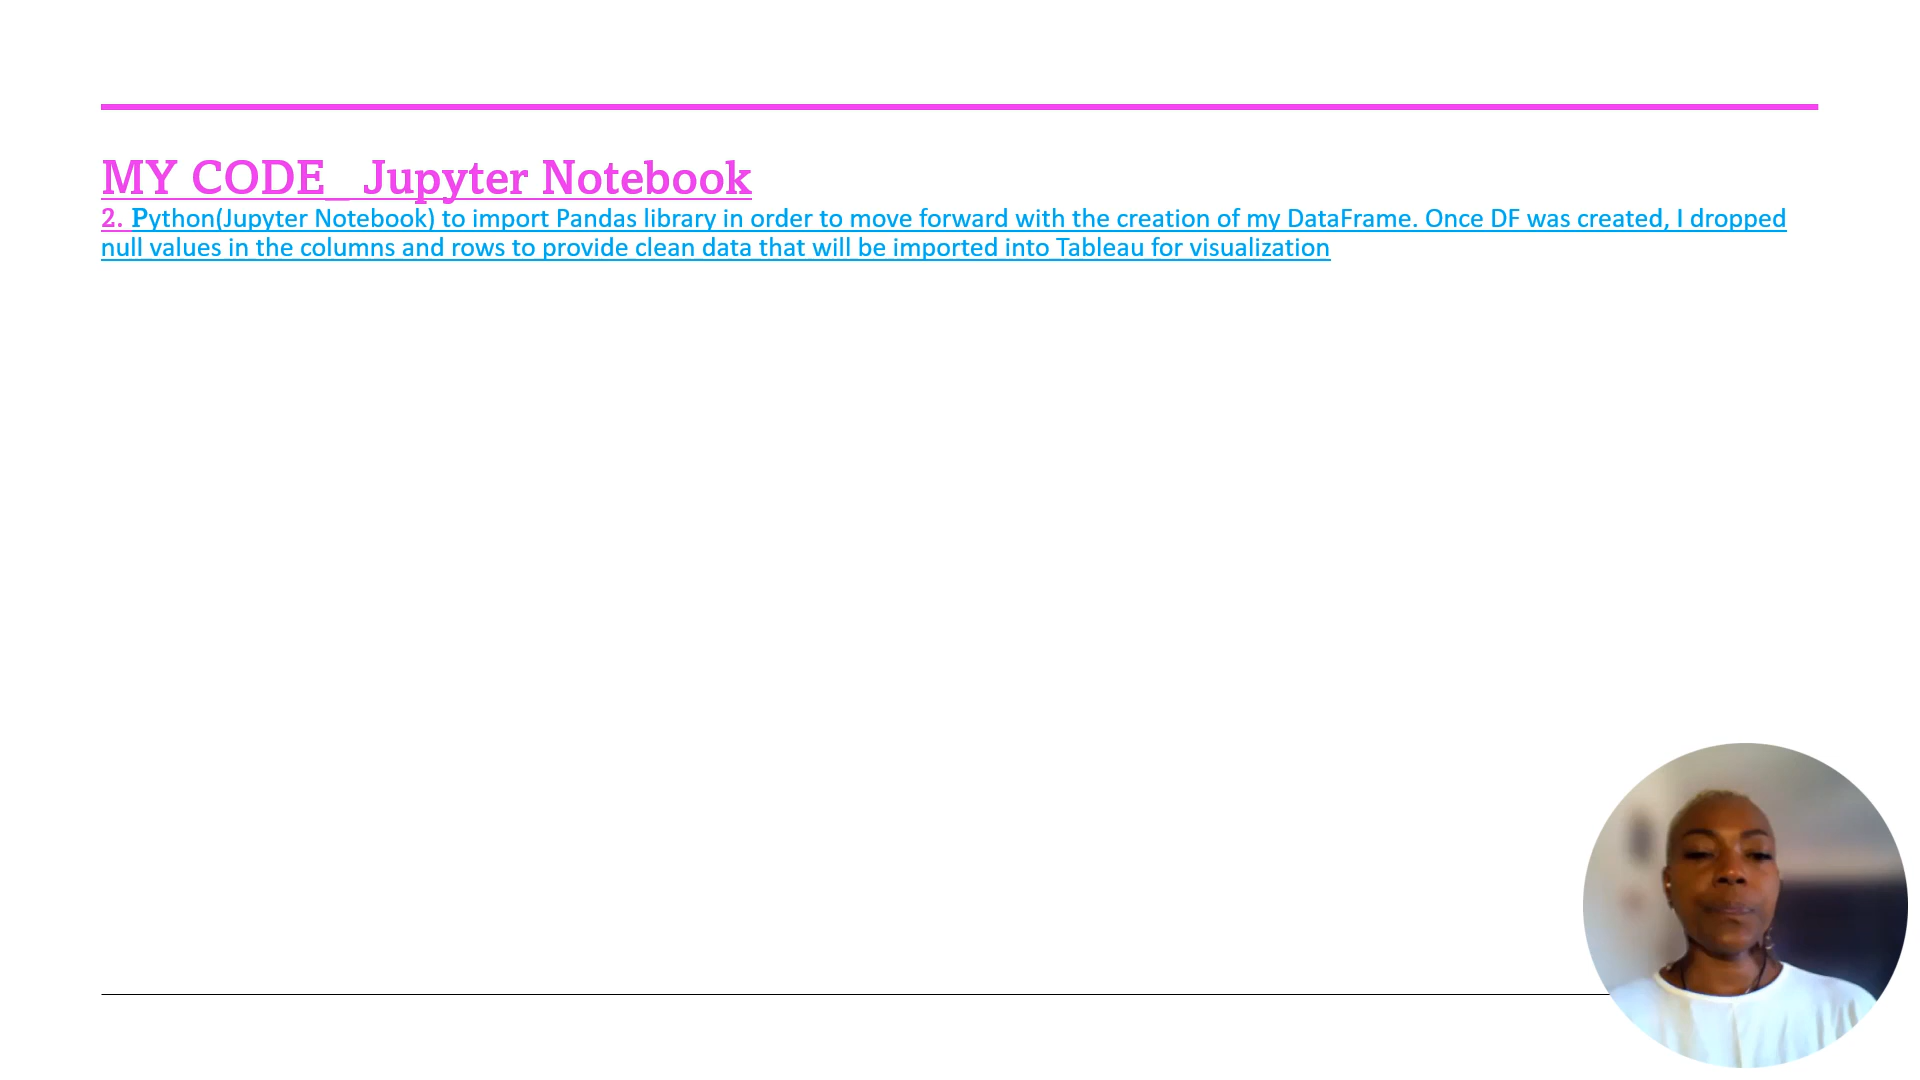 MY CODE_ Jupyter Notebook
2. Python(Jupyter Notebook) to import Pandas library in order to move forward with the creation of my DataFrame. Once DF was created, I dropped
null values in the columns and rows to provide clean data that will be imported into Tableau for visualization